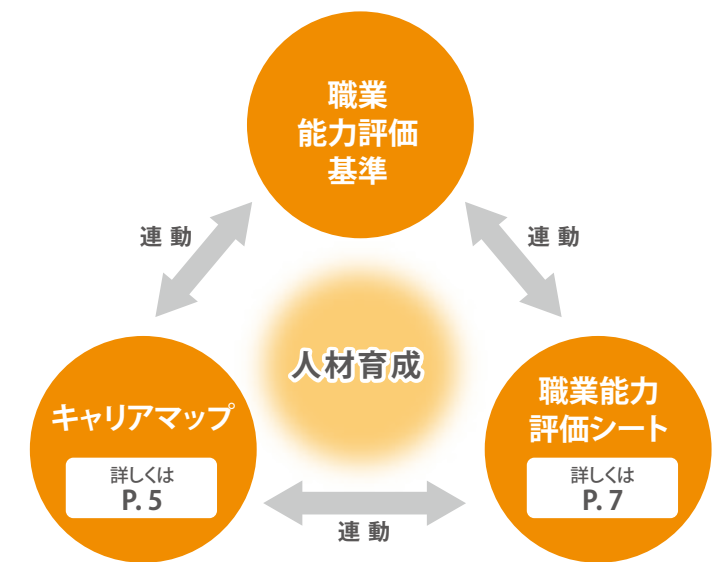 職業
能力評価
基準
連動
連動
人材育成
キャリアマップ
詳しくは
P. 5
職業能力
評価シート
詳しくは
P. 7
連動